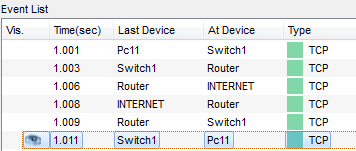 Event List
Vis. Time(sec) Last Device At Device Type
1.001 Pc11 Switch1 TCP
1.003 Switch1 Router TCP
1.006 Router INTERNET TCP
1.008 INTERNET Router TCP
1.009 Router Switch1 TCP
1.011 Switch1 Pc11 TCP